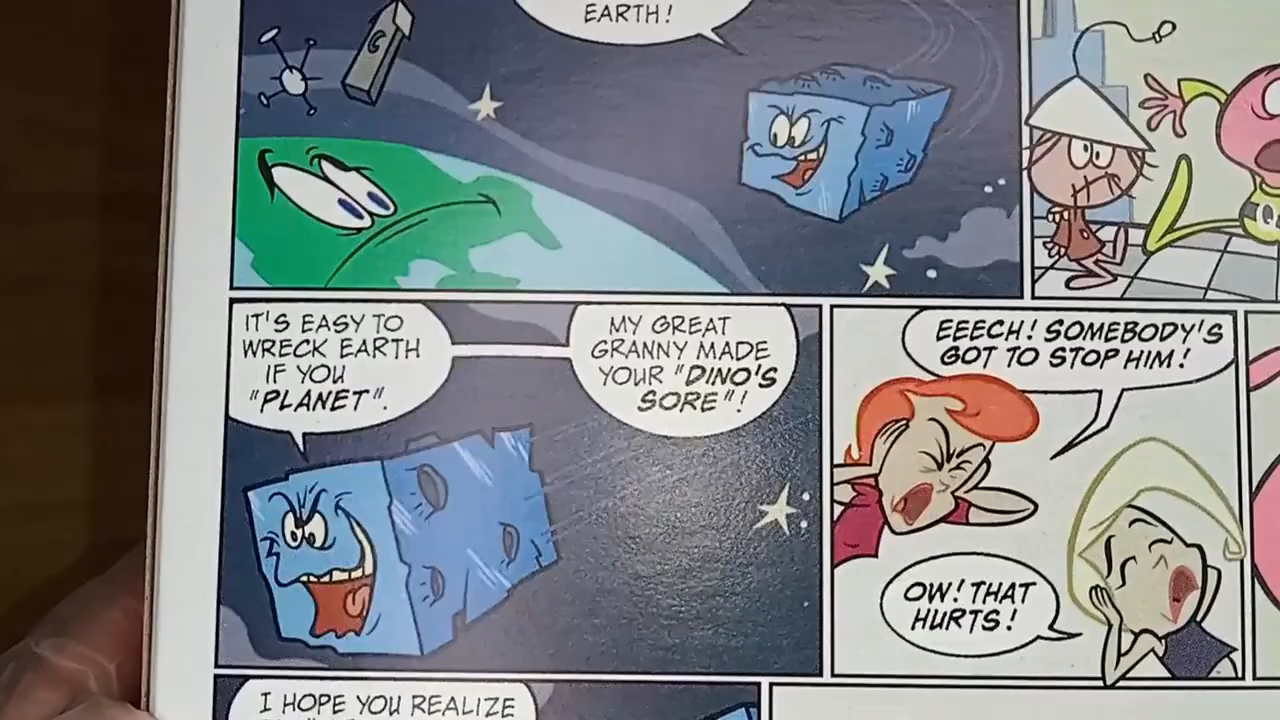 EARTH!
IT'S EASY TO
WRECK EARTH
IF YOU
"PLANET".
MY GREAT
GRANNY MADE
YOUR "DINO'S
SORE"!
EEECH! SOMEBODY'S
GOT TO STOP HIM!
OW! THAT
HURTS!
I HOPE YOU REALIZE